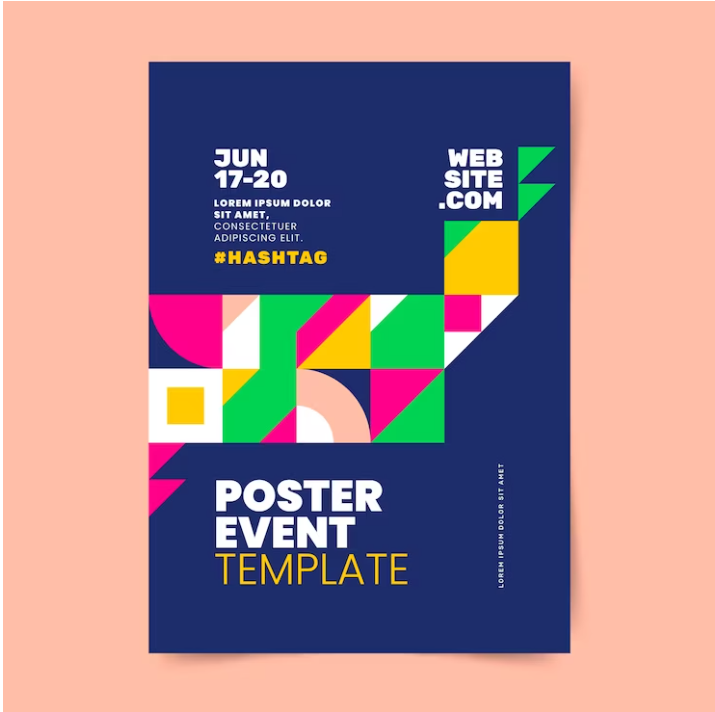 JUN
17-20
LOREM IPSUM DOLOR
SIT AMET,
CONSECTETUER
ADIPISCING ELIT.
#HASHTAG
WEB
SITE
.COM
POSTER
EVENT
TEMPLATE
LOREM IPSUM DOLOR SIT AMET